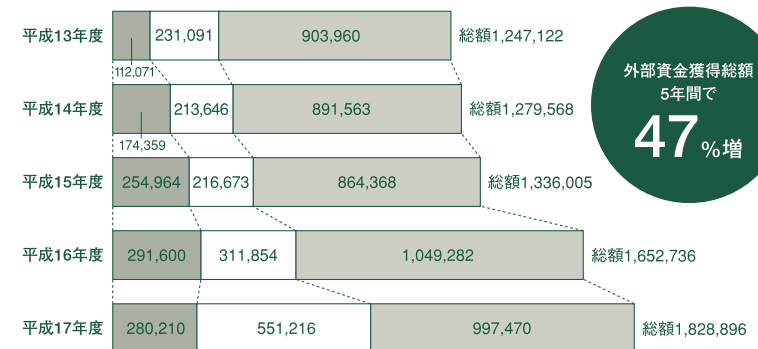 平成13年度 231,091 903,960 総額1,247,122
112,071
平成14年度 213,646 891,563 総額1,279,568
174,359
平成15年度 254,964 216,673 864,368 総額1,336,005
平成16年度 291,600 311,854 1,049,282 総額1,652,736
平成17年度 280,210 551,216 997,470 総額1,828,896
外部資金獲得総額
5年間で
47%増